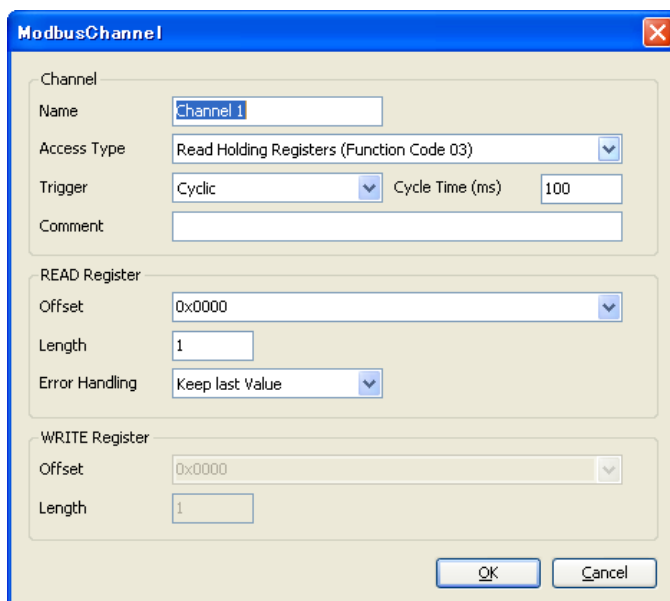 ModbusChannel
Channel
Name Channel 1
Access Type Read Holding Registers (Function Code 03)
Trigger Cyclic Cycle Time (ms) 100
Comment
READ Register
Offset 0x0000
Length 1
Error Handling Keep last Value
WRITE Register
Offset 0x0000
Length 1
OK Cancel